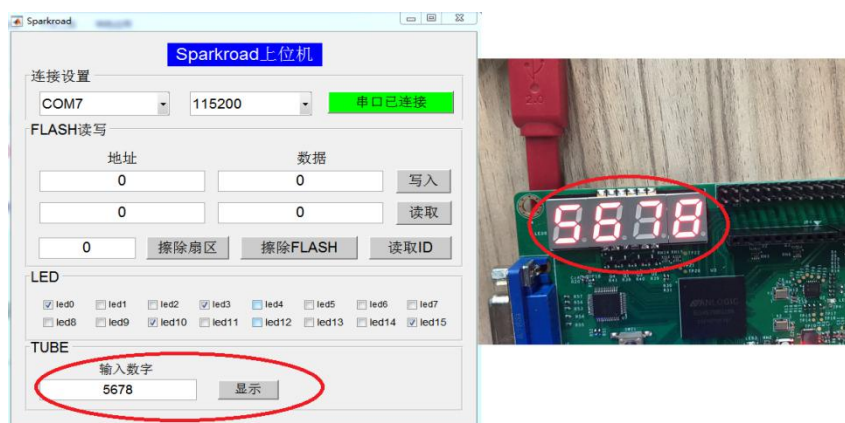 Sparkroad
Sparkroad上位机
连接设置
COM7
115200
串口已连接
FLASH读写
地址
数据
0
0
写入
0
0
读取
0
擦除扇区
擦除FLASH
读取ID
LED
led0
led1
led2
led3
led4
led5
led6
led7
led8
led9
led10
led11
led12
led13
led14
led15
TUBE
输入数字
5678
显示
5678
ANLOGIC